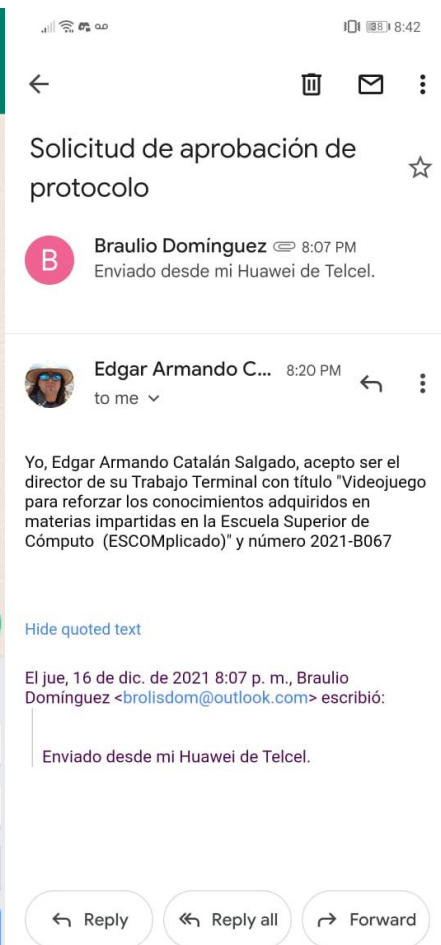 38 8:42
Solicitud de aprobación de
protocolo
B
Braulio Domínguez 8:07 PM
Enviado desde mi Huawei de Telcel.
Edgar Armando C... 8:20 PM
to me
Yo, Edgar Armando Catalán Salgado, acepto ser el
director de su Trabajo Terminal con título "Videojuego
para reforzar los conocimientos adquiridos en
materias impartidas en la Escuela Superior de
Cómputo (ESCOMplicado)" y número 2021-B067
Hide quoted text
El jue, 16 de dic. de 2021 8:07 p. m., Braulio
Domínguez <brolisdom@outlook.com> escribió:
Enviado desde mi Huawei de Telcel.
Reply Reply all Forward